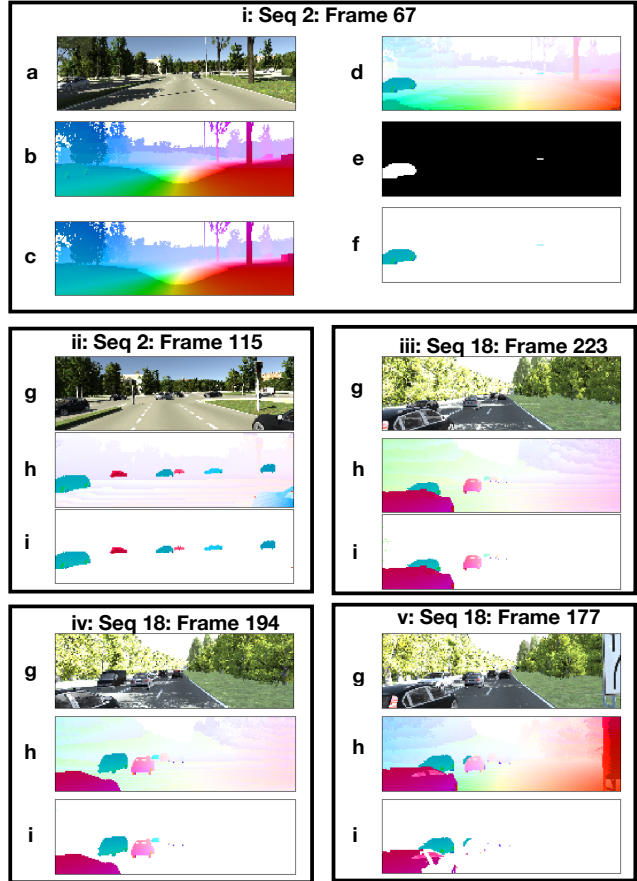 i: Seq 2: Frame 67
a
b
c
d
e
f
ii: Seq 2: Frame 115
g
h
i
iii: Seq 18: Frame 223
g
h
i
iv: Seq 18: Frame 194
g
h
i
v: Seq 18: Frame 177
g
h
i